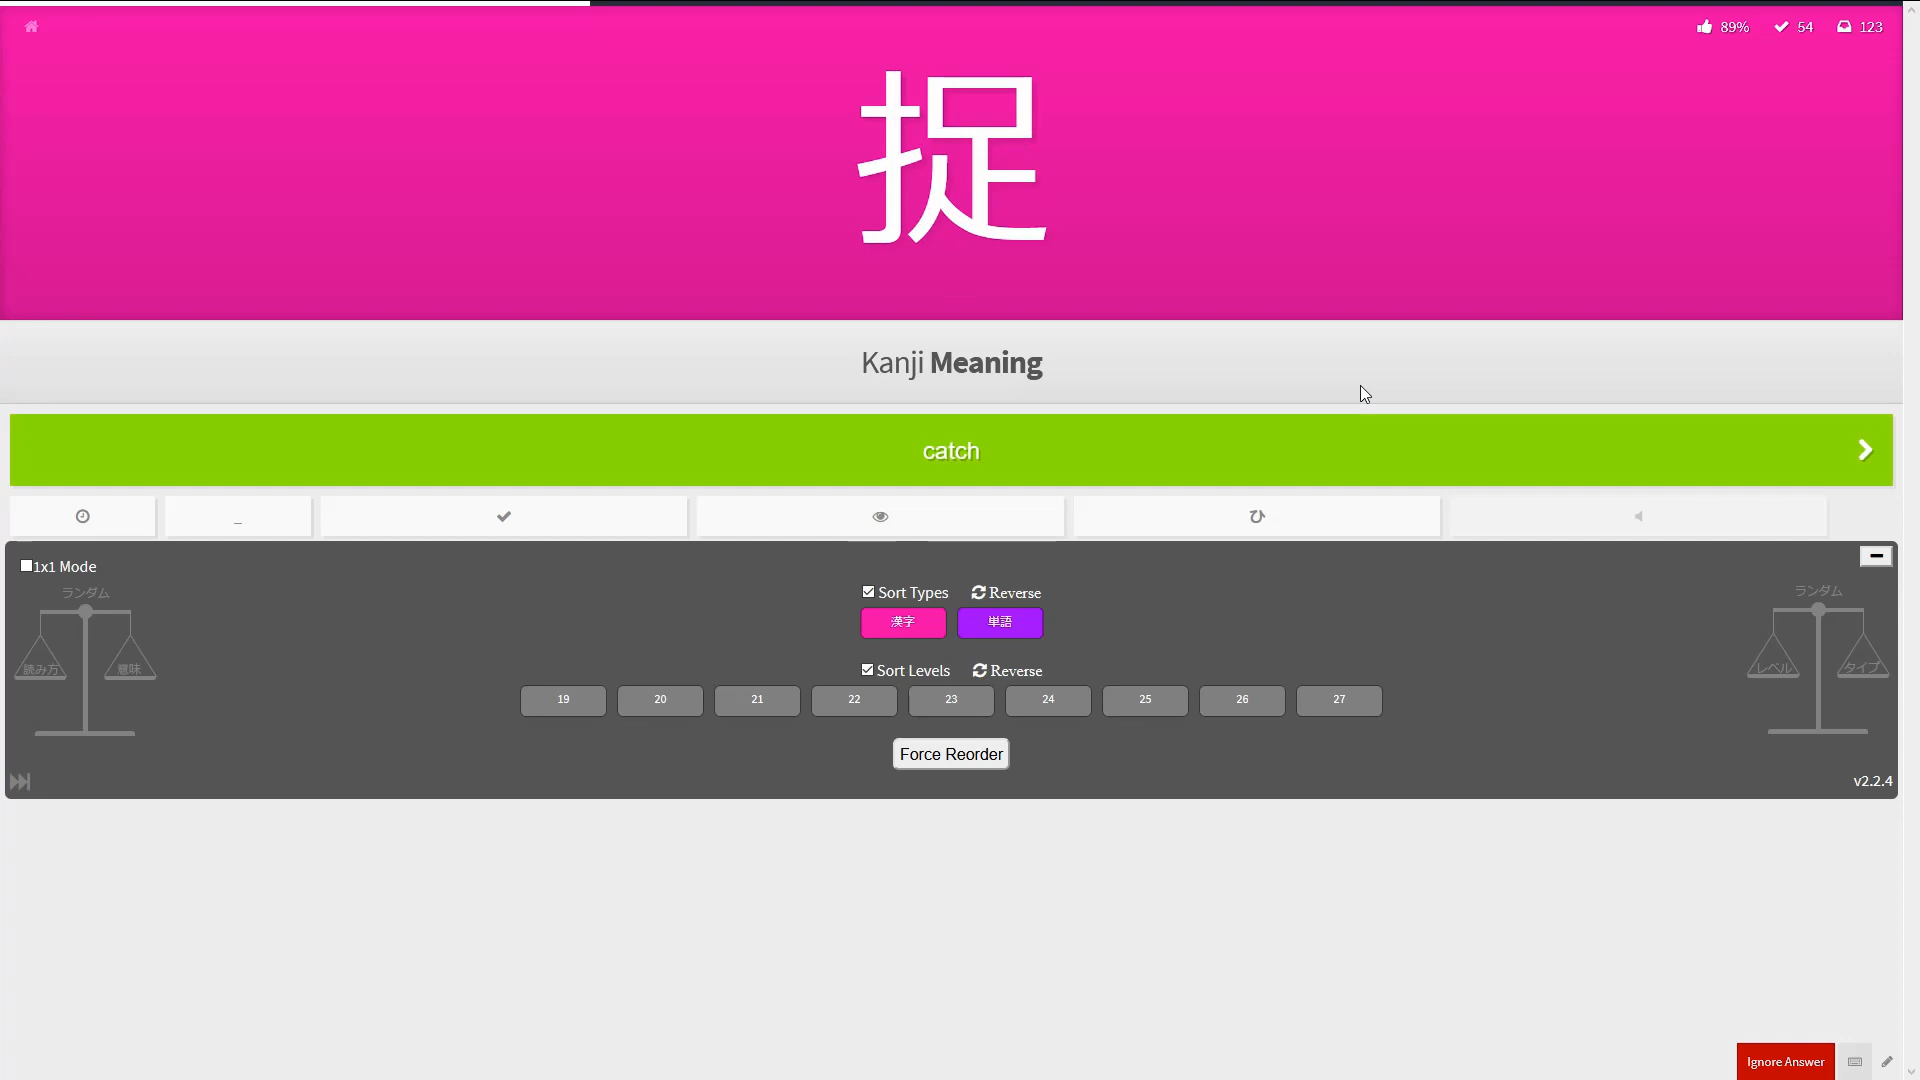 89% 54 123
捉
Kanji Meaning
catch
_ ひ
1x1 Mode
ランダム
読み方 意味
Sort Types Reverse
漢字 単語
Sort Levels Reverse
19 20 21 22 23 24 25 26 27
Force Reorder
ランダム
レベル タイプ
v2.2.4
Ignore Answer